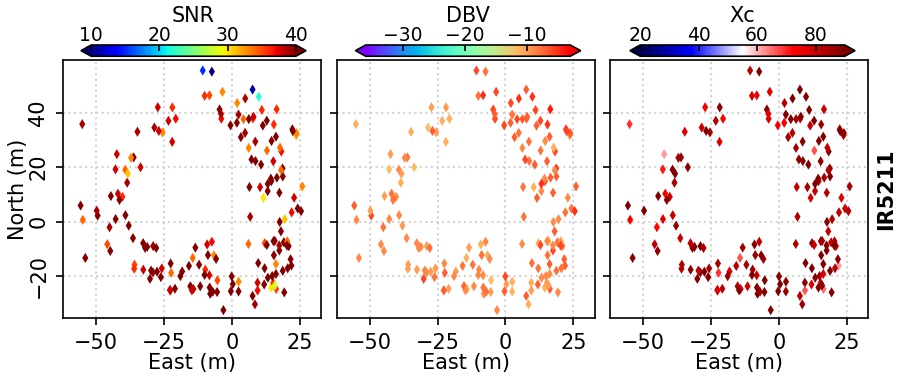 SNR DBV Xc
10 20 30 40 −30 −20 −10 20 40 60 80
North (m)
40
20
0
−20
−50 −25 0 25 −50 −25 0 25 −50 −25 0 25
East (m) East (m) East (m)
IR5211